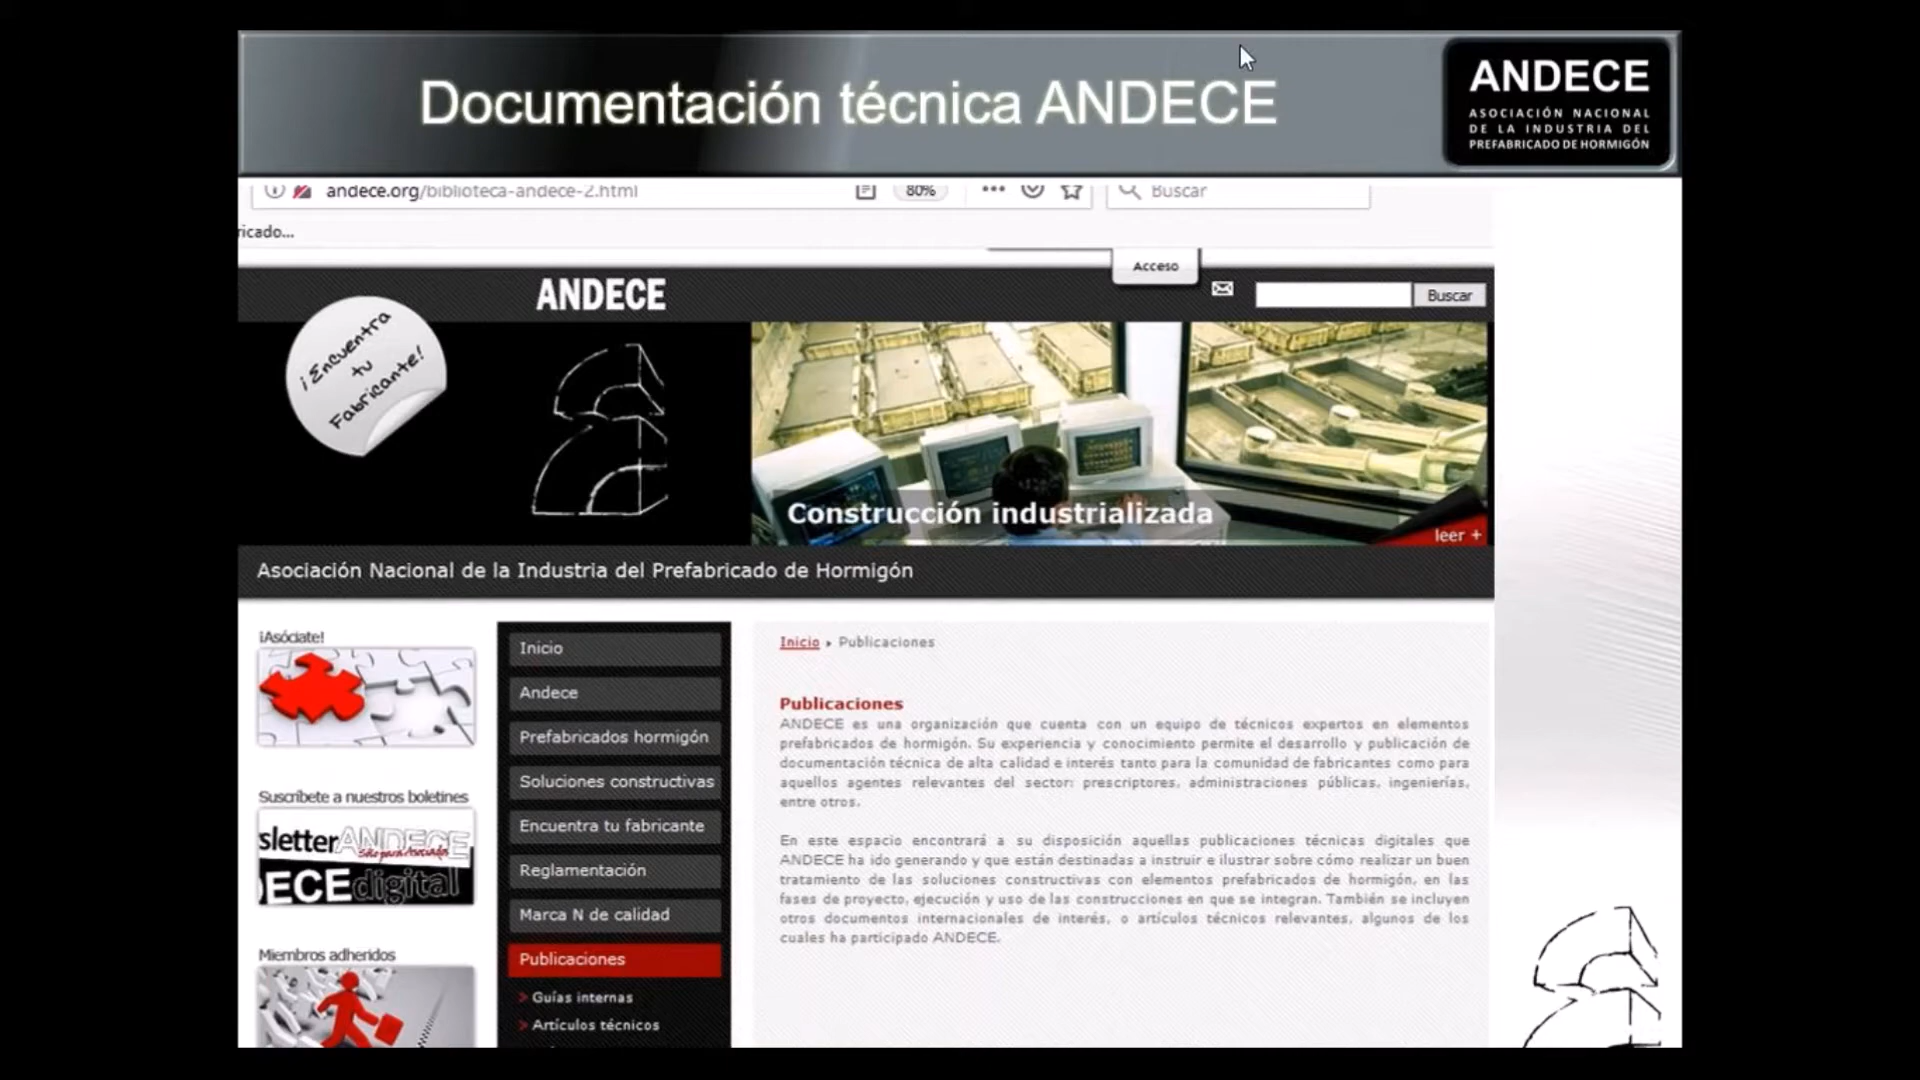 Documentación técnica ANDECE
ANDECE
ASOCIACIÓN NACIONAL
DE LA INDUSTRIA DEL
PREFABRICADO DE HORMIGÓN
andece.org/biblioteca-andece-2.html
80%
Buscar
ricado...
Acceso
ANDECE
Buscar
¡Encuentra
tu
Fabricante!
Construcción industrializada
leer +
Asociación Nacional de la Industria del Prefabricado de Hormigón
¡Asóciate!
Suscríbete a nuestros boletines
sletter ANDECE
Sólo para Asociados
DECE digital
Miembros adheridos
Inicio
Andece
Prefabricados hormigón
Soluciones constructivas
Encuentra tu fabricante
Reglamentación
Marca N de calidad
Publicaciones
> Guías internas
> Artículos técnicos
Inicio ▸ Publicaciones
Publicaciones
ANDECE es una organización que cuenta con un equipo de técnicos expertos en elementos
prefabricados de hormigón. Su experiencia y conocimiento permite el desarrollo y publicación de
documentación técnica de alta calidad e interés tanto para la comunidad de fabricantes como para
aquellos agentes relevantes del sector: prescriptores, administraciones públicas, ingenierías,
entre otros.
En este espacio encontrará a su disposición aquellas publicaciones técnicas digitales que
ANDECE ha ido generando y que están destinadas a instruir e ilustrar sobre cómo realizar un buen
tratamiento de las soluciones constructivas con elementos prefabricados de hormigón, en las
fases de proyecto, ejecución y uso de las construcciones en que se integran. También se incluyen
otros documentos internacionales de interés, o artículos técnicos relevantes, algunos de los
cuales ha participado ANDECE.